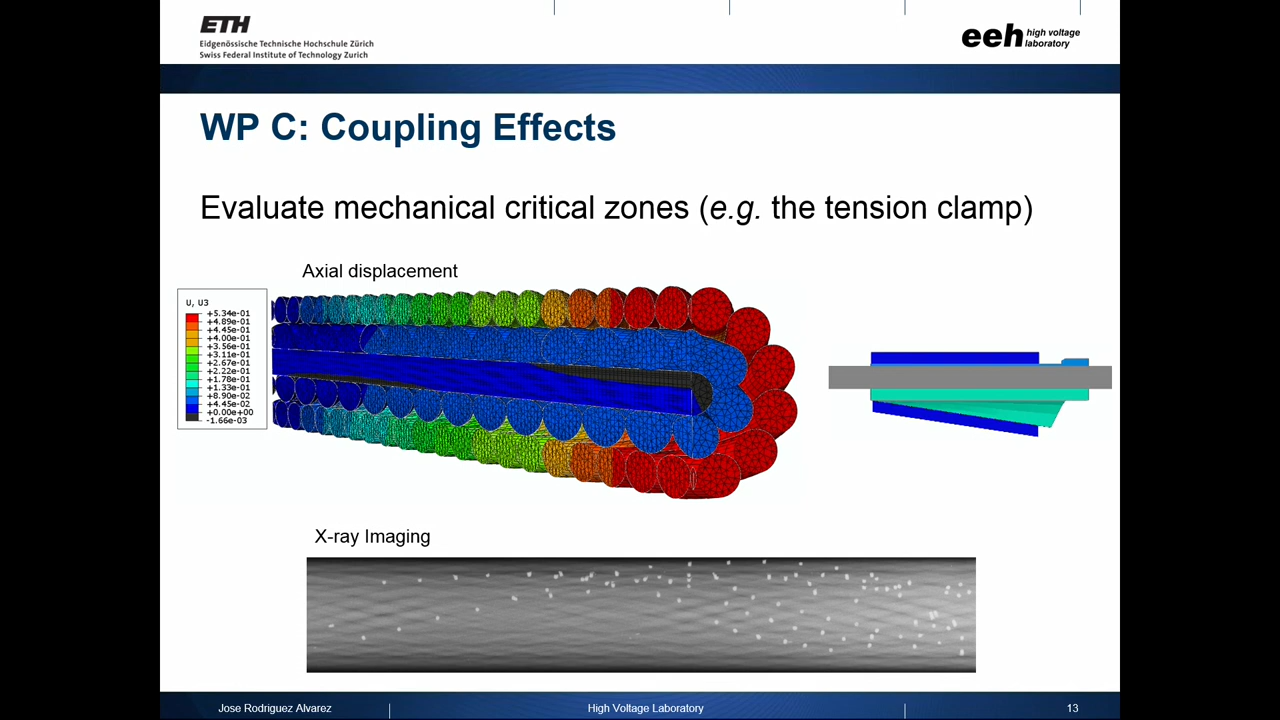 ETH
Eidgenössische Technische Hochschule Zürich
Swiss Federal Institute of Technology Zurich
eeh high voltage laboratory
WP C: Coupling Effects
Evaluate mechanical critical zones (e.g. the tension clamp)
Axial displacement
U, U3
+5.34e-01
+4.89e-01
+4.45e-01
+4.00e-01
+3.56e-01
+3.11e-01
+2.67e-01
+2.22e-01
+1.78e-01
+1.33e-01
+8.90e-02
+4.45e-02
+0.00e+00
-1.66e-03
X-ray Imaging
Jose Rodriguez Alvarez
High Voltage Laboratory
13